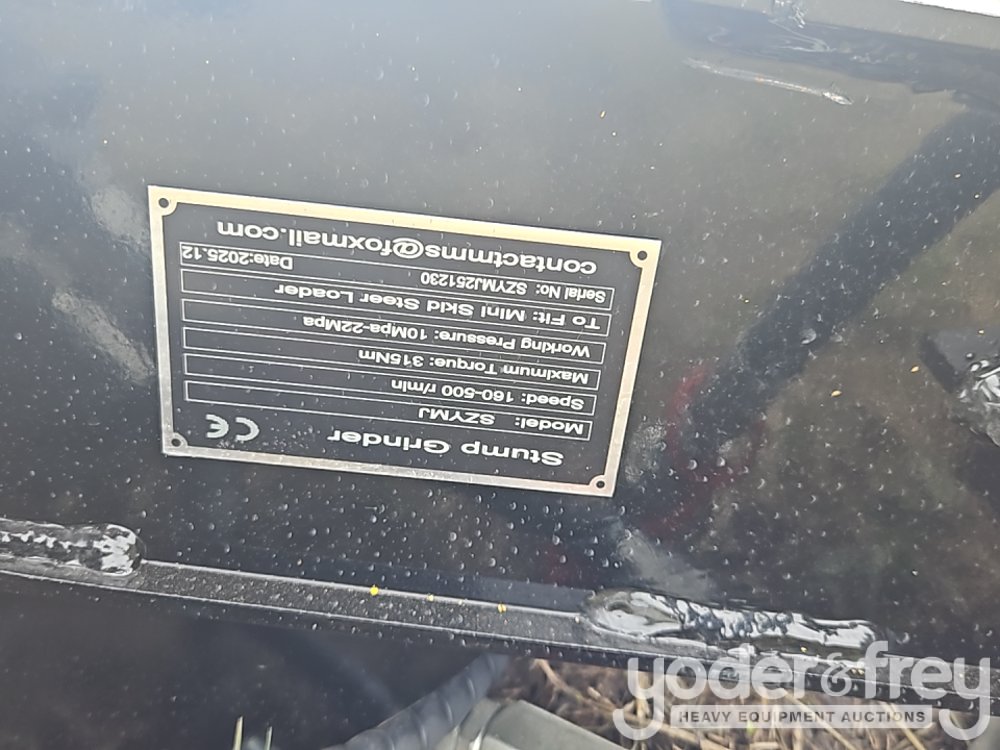 Stump Grinder CE
Model: SZYMJ
Speed: 160-500 r/min
Maximum Torque: 315Nm
Working Pressure: 10Mpa-22Mpa
To Fit: Mini Skid Steer Loader
Serial No: SZYMJ251230 Date:2025.12
contactmms@foxmail.com
yoder&frey
HEAVY EQUIPMENT AUCTIONS